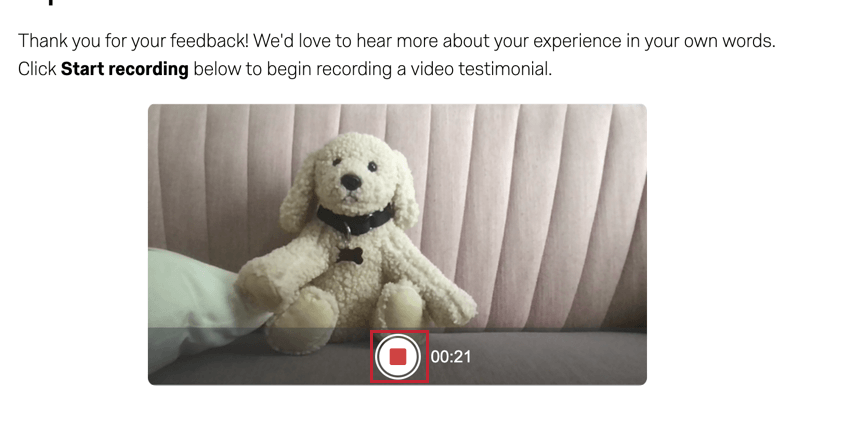 Thank you for your feedback! We'd love to hear more about your experience in your own words.
Click Start recording below to begin recording a video testimonial.
00:21